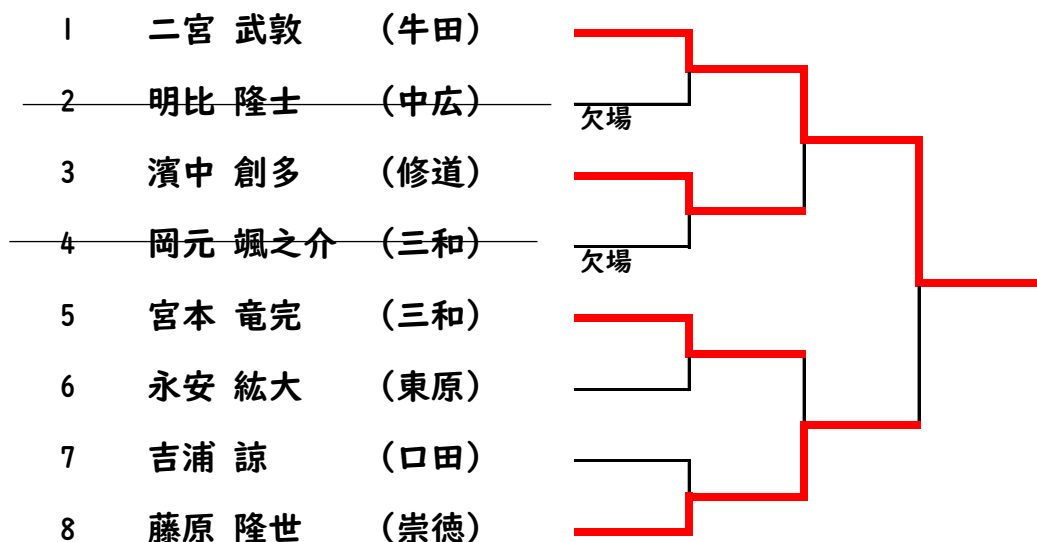 1 二宮 武敦 (牛田)
2 明比 隆士 (中広) 欠場
3 濱中 創多 (修道)
4 岡元 颯之介 (三和) 欠場
5 宮本 竜完 (三和)
6 永安 紘大 (東原)
7 吉浦 諒 (口田)
8 藤原 隆世 (崇徳)